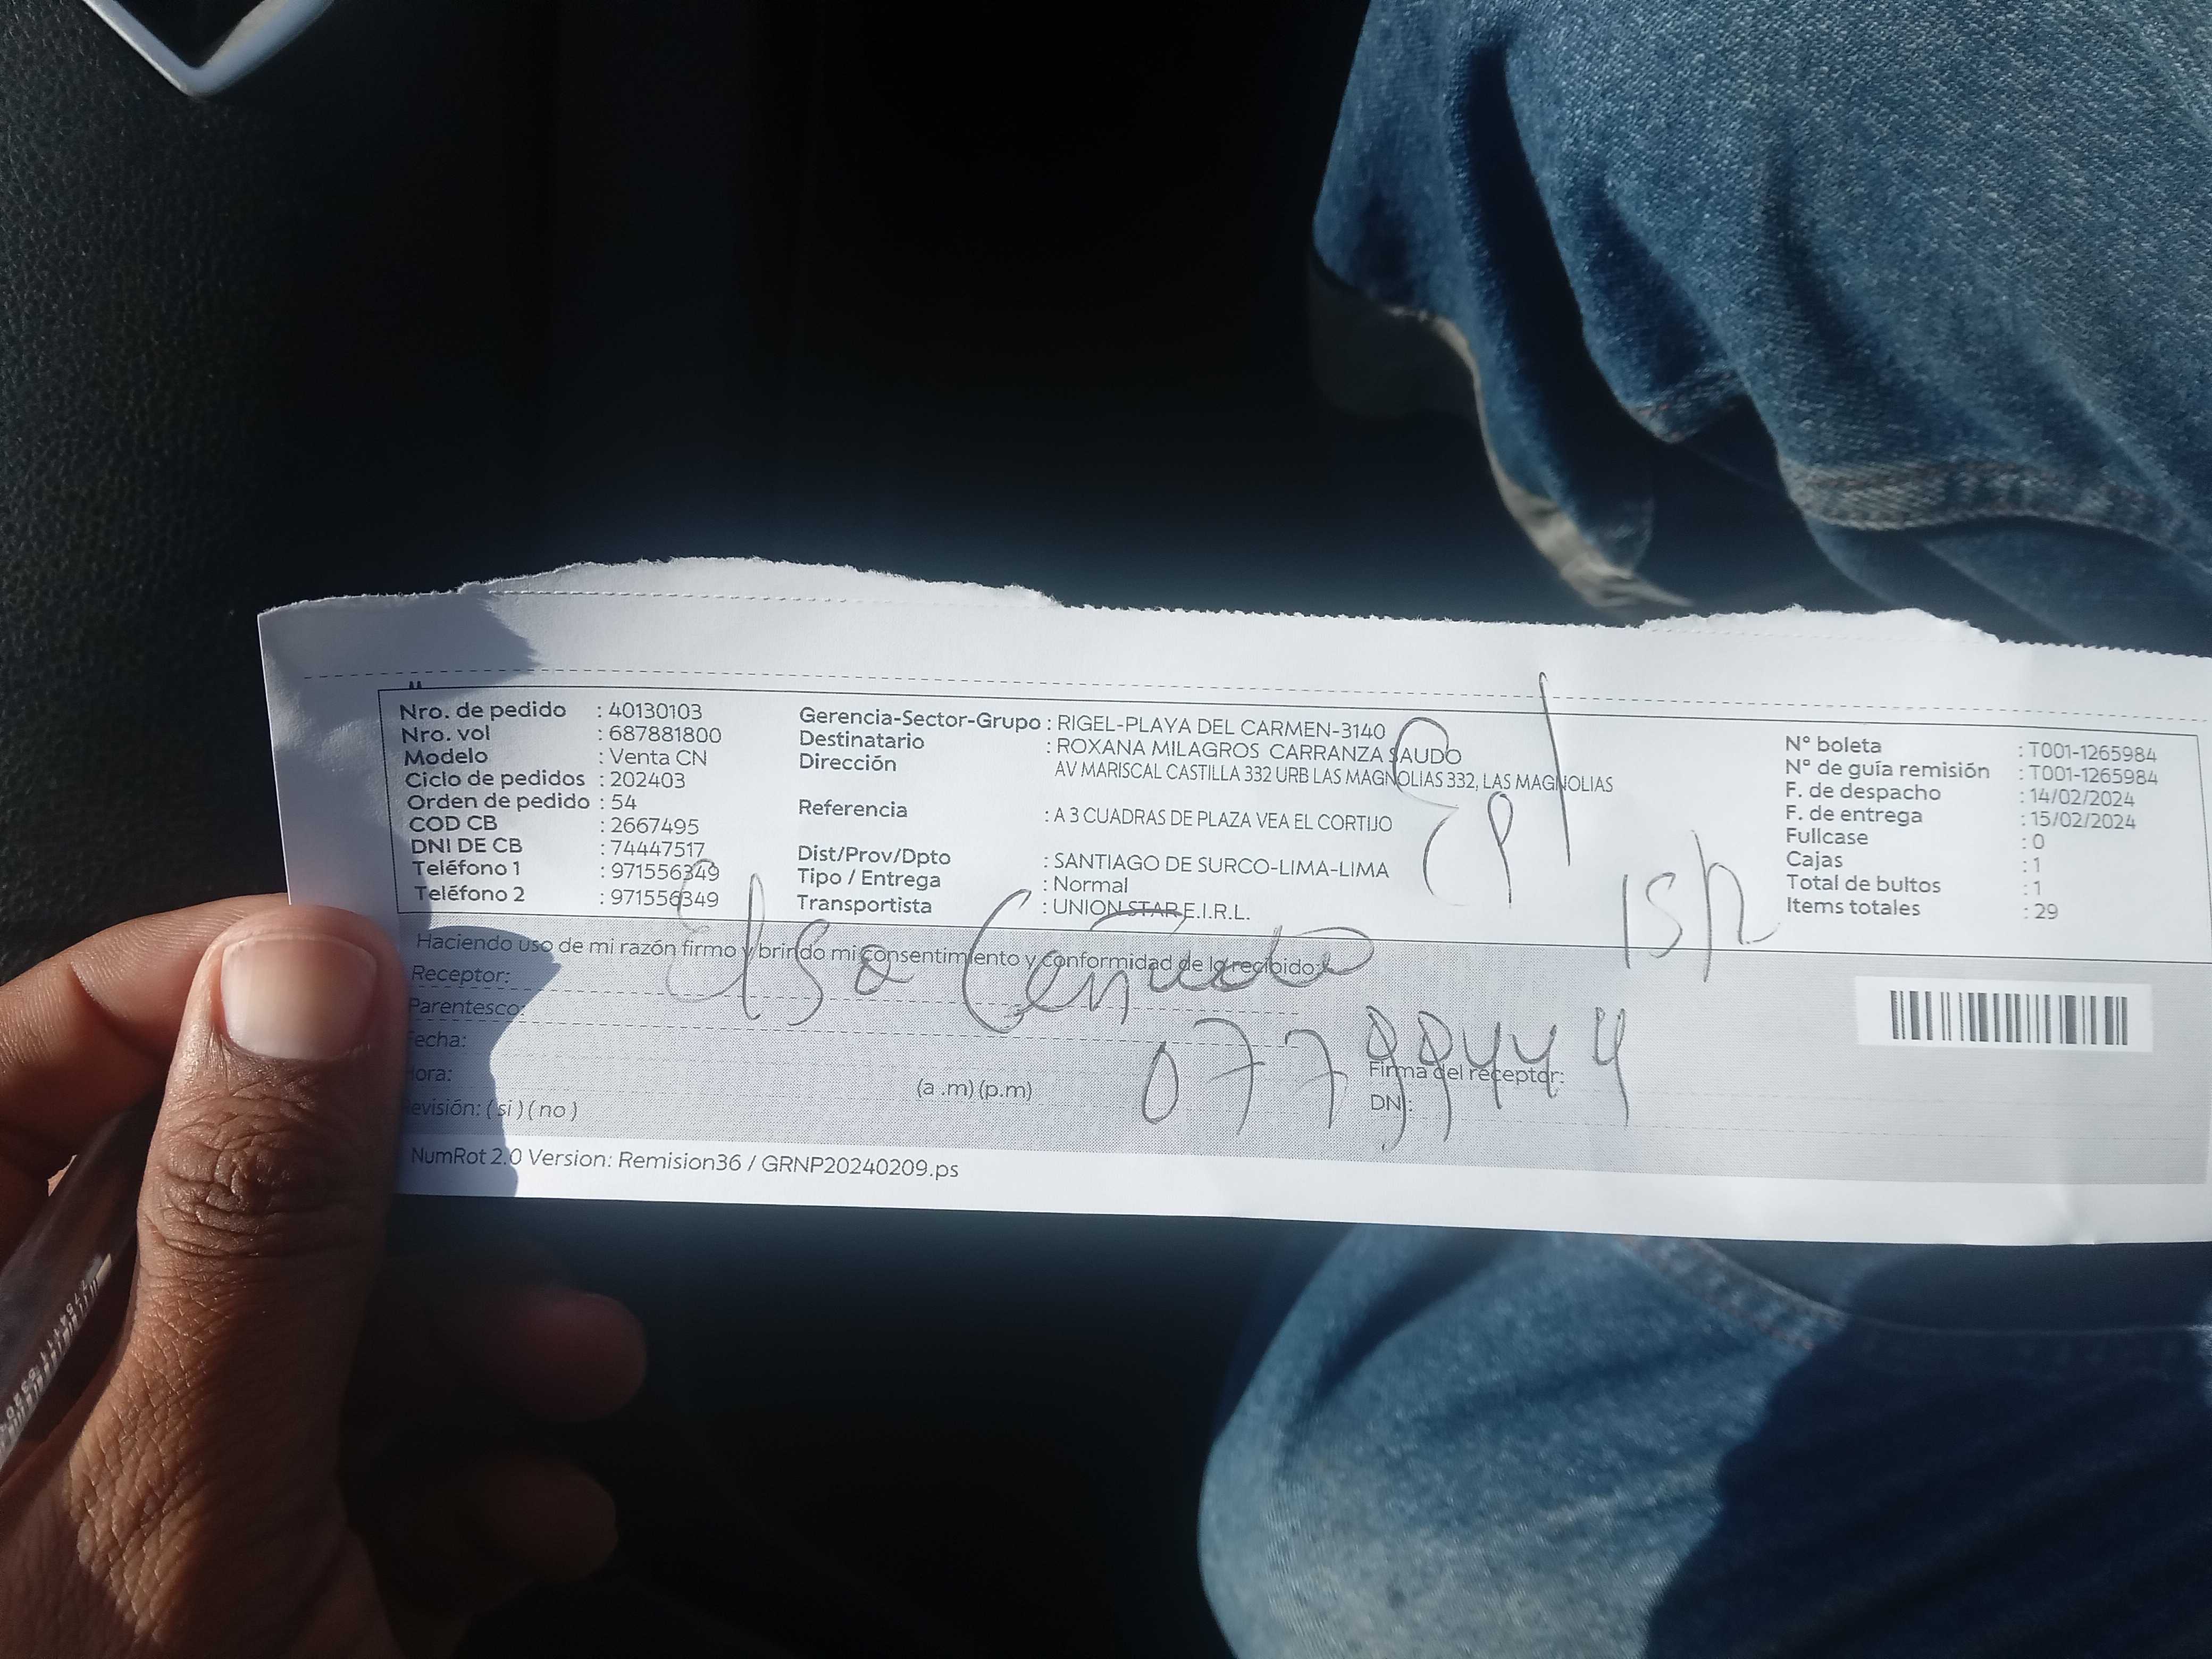 Nro. de pedido : 40130103
Nro. vol : 687881800
Modelo : Venta CN
Ciclo de pedidos : 202403
Orden de pedido : 54
COD CB : 2667495
DNI DE CB : 74447517
Teléfono 1 : 971556349
Teléfono 2 : 971556349
Gerencia-Sector-Grupo : RIGEL-PLAYA DEL CARMEN-3140
Destinatario : ROXANA MILAGROS CARRANZA SAUDO
Dirección AV MARISCAL CASTILLA 332 URB LAS MAGNOLIAS 332, LAS MAGNOLIAS
Referencia : A 3 CUADRAS DE PLAZA VEA EL CORTIJO
Dist/Prov/Dpto : SANTIAGO DE SURCO-LIMA-LIMA
Tipo / Entrega : Normal
Transportista : UNION STAR E.I.R.L.
N° boleta : T001-1265984
N° de guía remisión : T001-1265984
F. de despacho : 14/02/2024
F. de entrega : 15/02/2024
Fullcase : 0
Cajas : 1
Total de bultos : 1
Items totales : 29
15h
Haciendo uso de mi razón firmo y brindo mi consentimiento y conformidad de lo recibido
Receptor:
Parentesco:
echa:
ora:
(a .m) (p.m)
evisión: ( si ) ( no )
Firma del receptor:
DNI:
NumRot 2.0 Version: Remision36 / GRNP20240209.ps